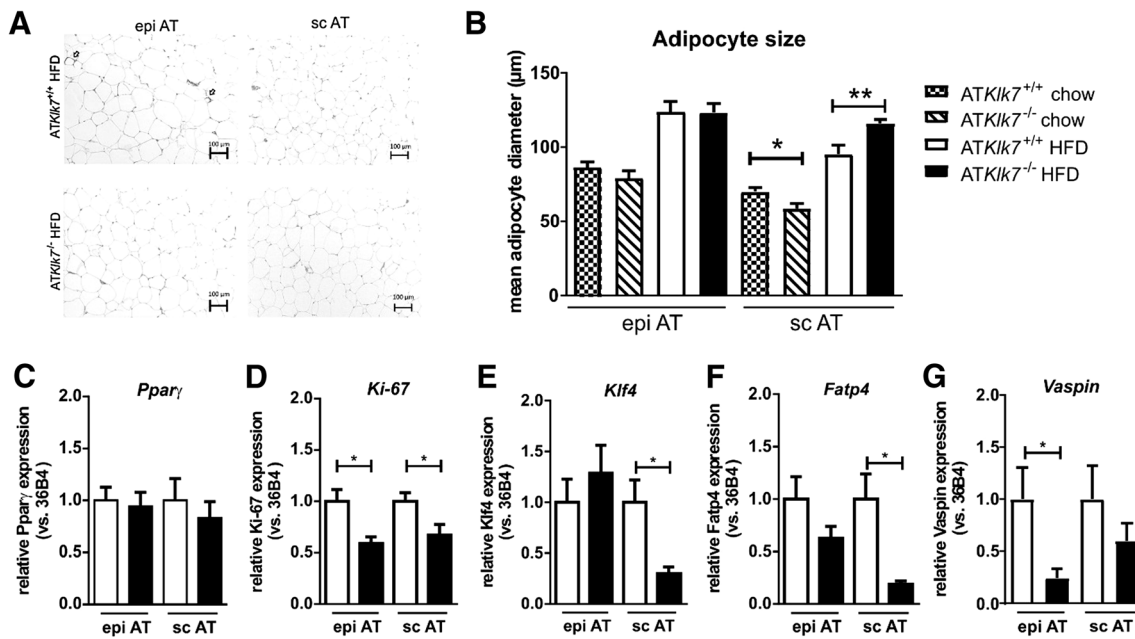 A
epi AT
sc AT
ATKlk7+/+ HFD
100 µm
100 µm
ATKlk7-/- HFD
100 µm
100 µm
B
Adipocyte size
mean adipocyte diameter (µm)
150
100
50
0
*
**
epi AT
sc AT
ATKlk7+/+ chow
ATKlk7-/- chow
ATKlk7+/+ HFD
ATKlk7-/- HFD
C
Pparγ
relative Pparγ expression
(vs. 36B4)
2.0
1.5
1.0
0.5
0.0
epi AT
sc AT
D
Ki-67
relative Ki-67 expression
(vs. 36B4)
2.0
1.5
1.0
0.5
0.0
*
*
epi AT
sc AT
E
Klf4
relative Klf4 expression
(vs. 36B4)
2.0
1.5
1.0
0.5
0.0
*
epi AT
sc AT
F
Fatp4
relative Fatp4 expression
(vs. 36B4)
2.0
1.5
1.0
0.5
0.0
*
epi AT
sc AT
G
Vaspin
relative Vaspin expression
(vs. 36B4)
2.0
1.5
1.0
0.5
0.0
*
epi AT
sc AT